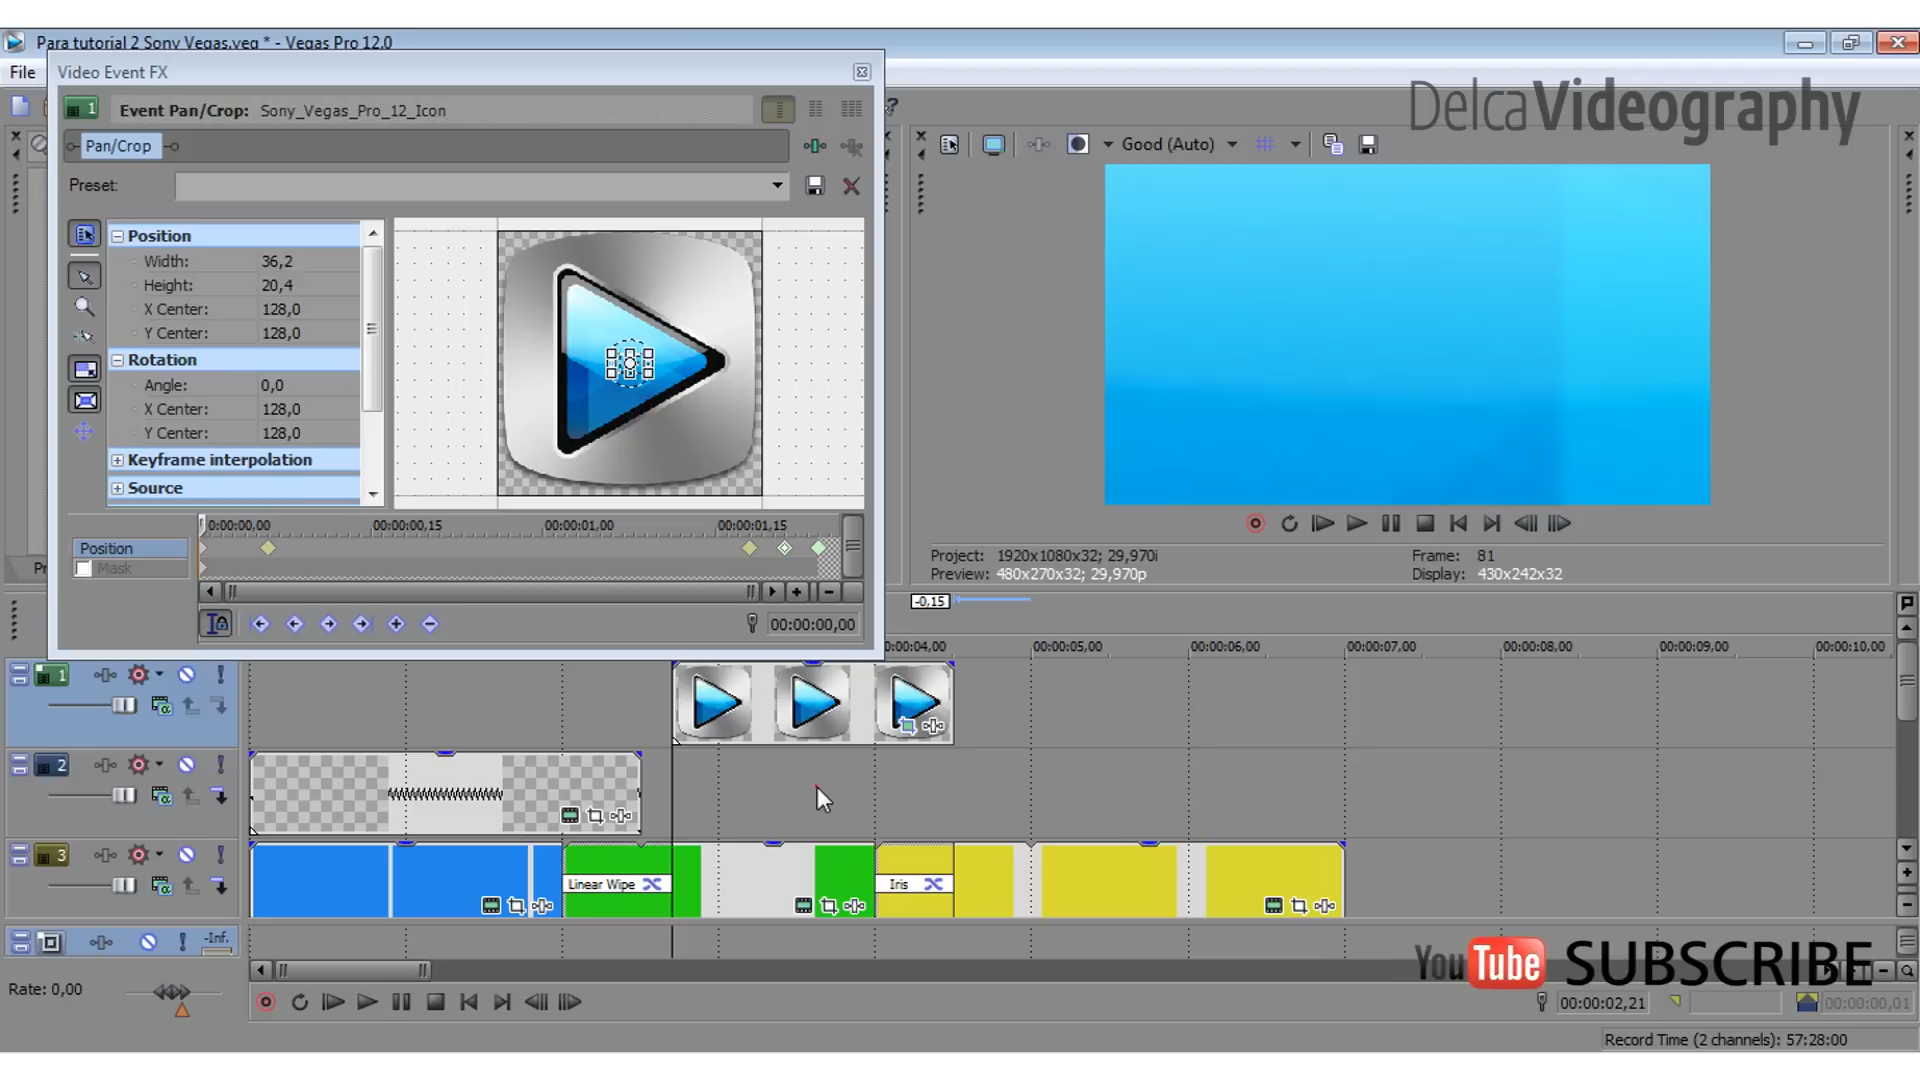 Para tutorial 2 Sony Vegas.veg * - Vegas Pro 12.0
File
Video Event FX
1 Event Pan/Crop: Sony_Vegas_Pro_12_Icon
?
DelcaVideography
Pan/Crop
Good (Auto)
Preset:
Position
Width: 36,2
Height: 20,4
X Center: 128,0
Y Center: 128,0
Rotation
Angle: 0,0
X Center: 128,0
Y Center: 128,0
Keyframe interpolation
Source
0:00:00,00 00:00:00,15 00:00:01,00 00:00:01,15
Position
Mask
00:00:00,00
Project: 1920x1080x32; 29,970i
Preview: 480x270x32; 29,970p
Frame: 81
Display: 430x242x32
-0,15
00:00:05,00 00:00:06,00 00:00:07,00 00:00:08,00 00:00:09,00 00:00:10,00
1
2
3
Linear Wipe
Iris
-Inf.
YouTube SUBSCRIBE
Rate: 0,00
00:00:02,21
00:00:00,01
Record Time (2 channels): 57:28:00